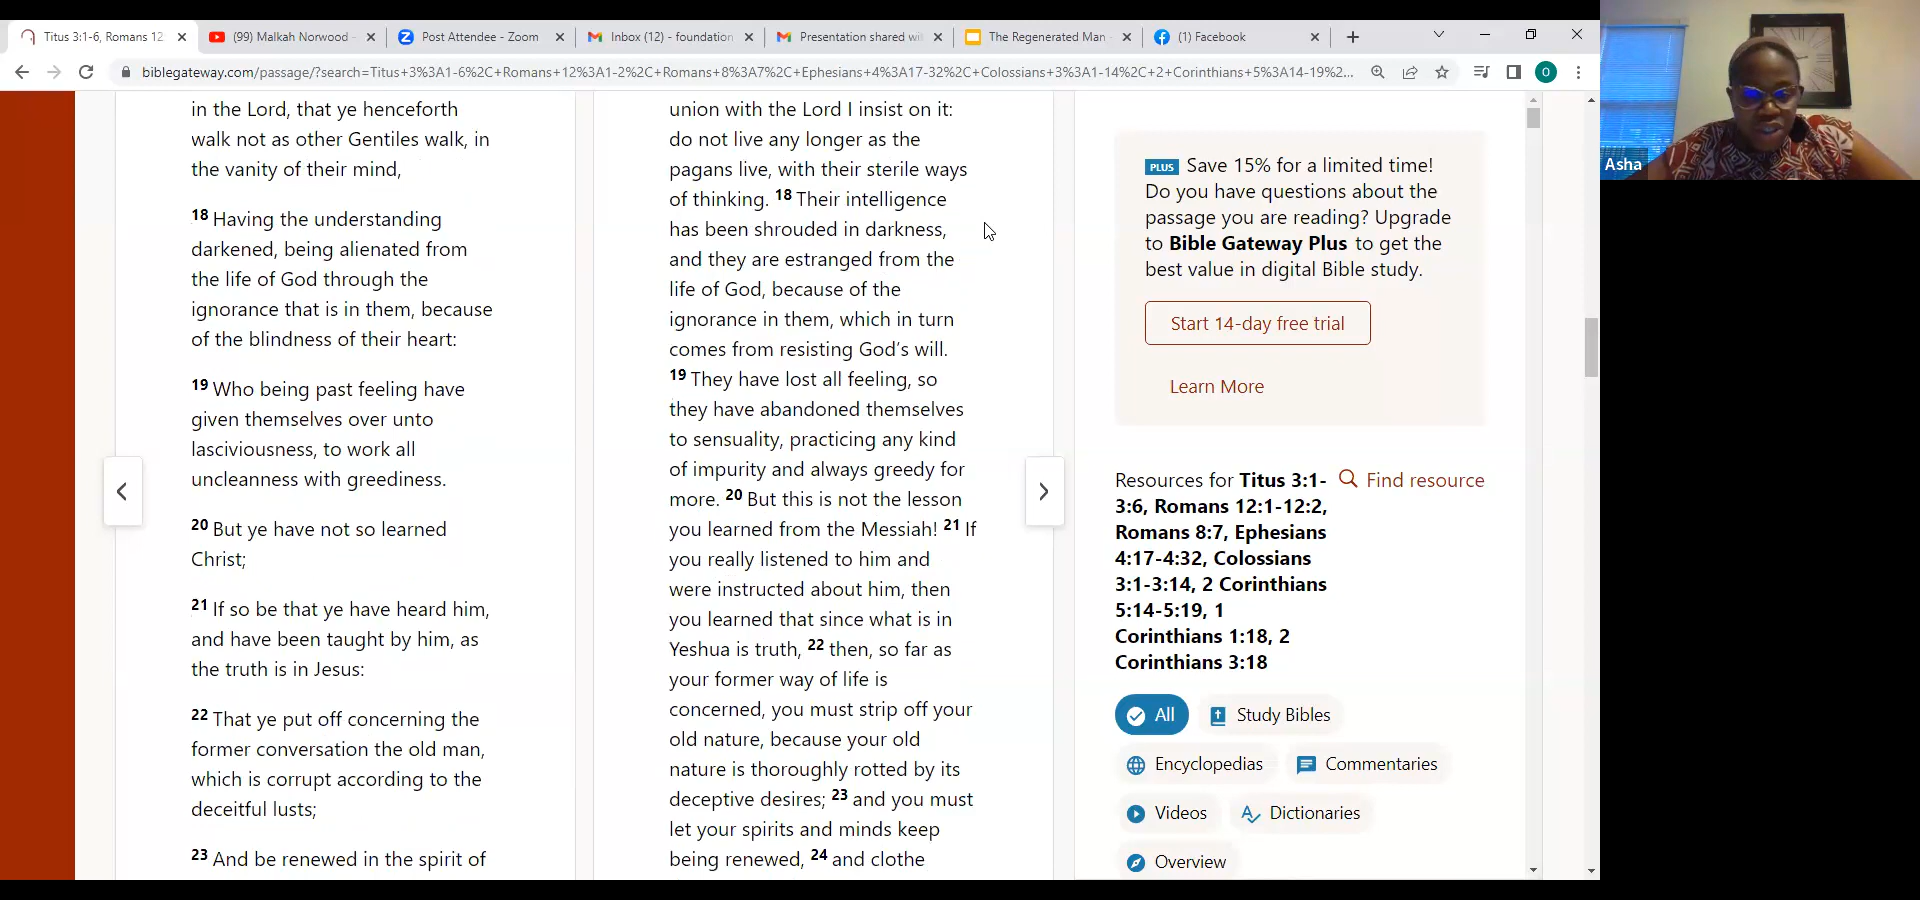 Titus 3:1-6, Romans 12
(99) Malkah Norwood -
Post Attendee - Zoom
Inbox (12) - foundation
Presentation shared wi
The Regenerated Man -
(1) Facebook
biblegateway.com/passage/?search=Titus+3%3A1-6%2C+Romans+12%3A1-2%2C+Romans+8%3A7%2C+Ephesians+4%3A17-32%2C+Colossians+3%3A1-14%2C+2+Corinthians+5%3A14-19%2C...
O
Asha
in the Lord, that ye henceforth
walk not as other Gentiles walk, in
the vanity of their mind,
18 Having the understanding
darkened, being alienated from
the life of God through the
ignorance that is in them, because
of the blindness of their heart:
19 Who being past feeling have
given themselves over unto
lasciviousness, to work all
uncleanness with greediness.
20 But ye have not so learned
Christ;
21 If so be that ye have heard him,
and have been taught by him, as
the truth is in Jesus:
22 That ye put off concerning the
former conversation the old man,
which is corrupt according to the
deceitful lusts;
23 And be renewed in the spirit of
union with the Lord I insist on it:
do not live any longer as the
pagans live, with their sterile ways
of thinking. 18 Their intelligence
has been shrouded in darkness,
and they are estranged from the
life of God, because of the
ignorance in them, which in turn
comes from resisting God's will.
19 They have lost all feeling, so
they have abandoned themselves
to sensuality, practicing any kind
of impurity and always greedy for
more. 20 But this is not the lesson
you learned from the Messiah! 21 If
you really listened to him and
were instructed about him, then
you learned that since what is in
Yeshua is truth, 22 then, so far as
your former way of life is
concerned, you must strip off your
old nature, because your old
nature is thoroughly rotted by its
deceptive desires; 23 and you must
let your spirits and minds keep
being renewed, 24 and clothe
PLUS Save 15% for a limited time!
Do you have questions about the
passage you are reading? Upgrade
to Bible Gateway Plus to get the
best value in digital Bible study.
Start 14-day free trial
Learn More
Resources for Titus 3:1-
3:6, Romans 12:1-12:2,
Romans 8:7, Ephesians
4:17-4:32, Colossians
3:1-3:14, 2 Corinthians
5:14-5:19, 1
Corinthians 1:18, 2
Corinthians 3:18
Find resource
All
Study Bibles
Encyclopedias
Commentaries
Videos
Dictionaries
Overview